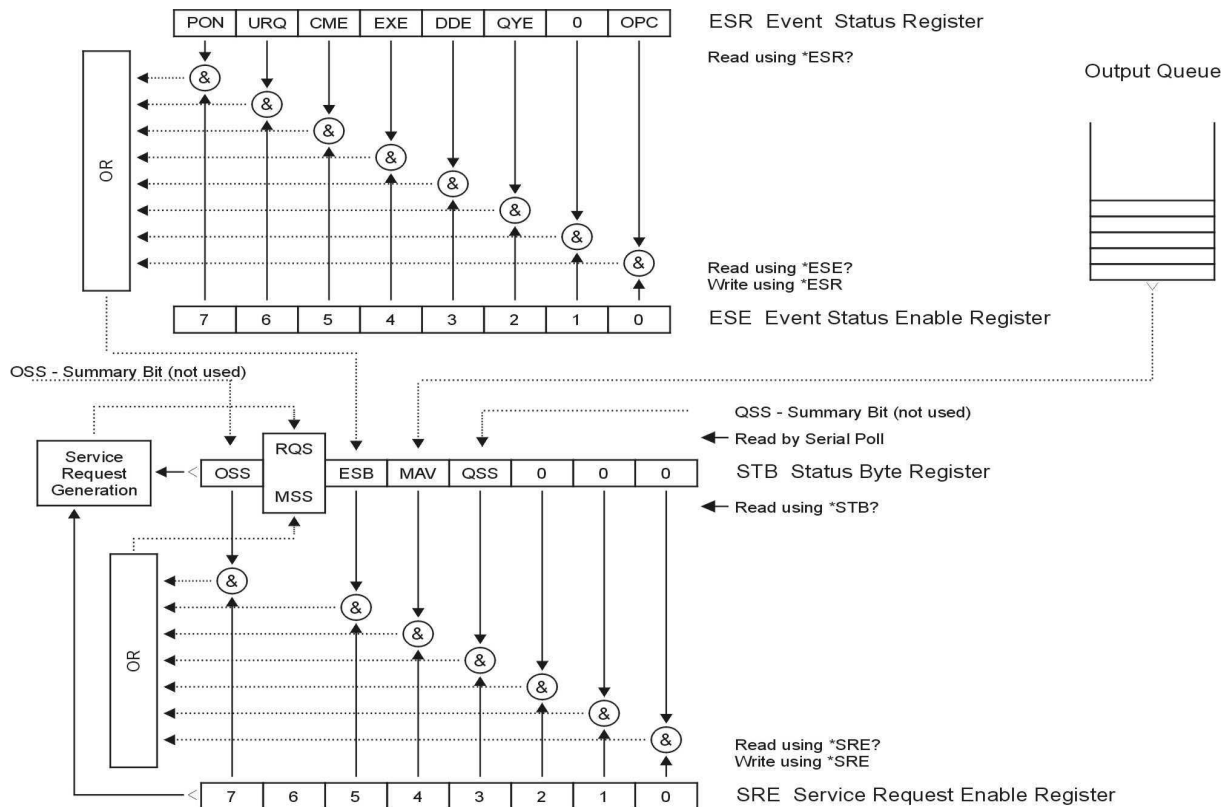 PON URQ CME EXE DDE QYE 0 OPC
ESR Event Status Register
Read using *ESR?
Output Queue
&
&
&
&
&
&
&
&
OR
Read using *ESE?
Write using *ESR
7 6 5 4 3 2 1 0
ESE Event Status Enable Register
OSS - Summary Bit (not used)
QSS - Summary Bit (not used)
Read by Serial Poll
Service
Request
Generation
OSS
RQS
MSS
ESB MAV QSS 0 0 0
STB Status Byte Register
Read using *STB?
&
&
&
&
&
&
&
OR
Read using *SRE?
Write using *SRE
7 6 5 4 3 2 1 0
SRE Service Request Enable Register